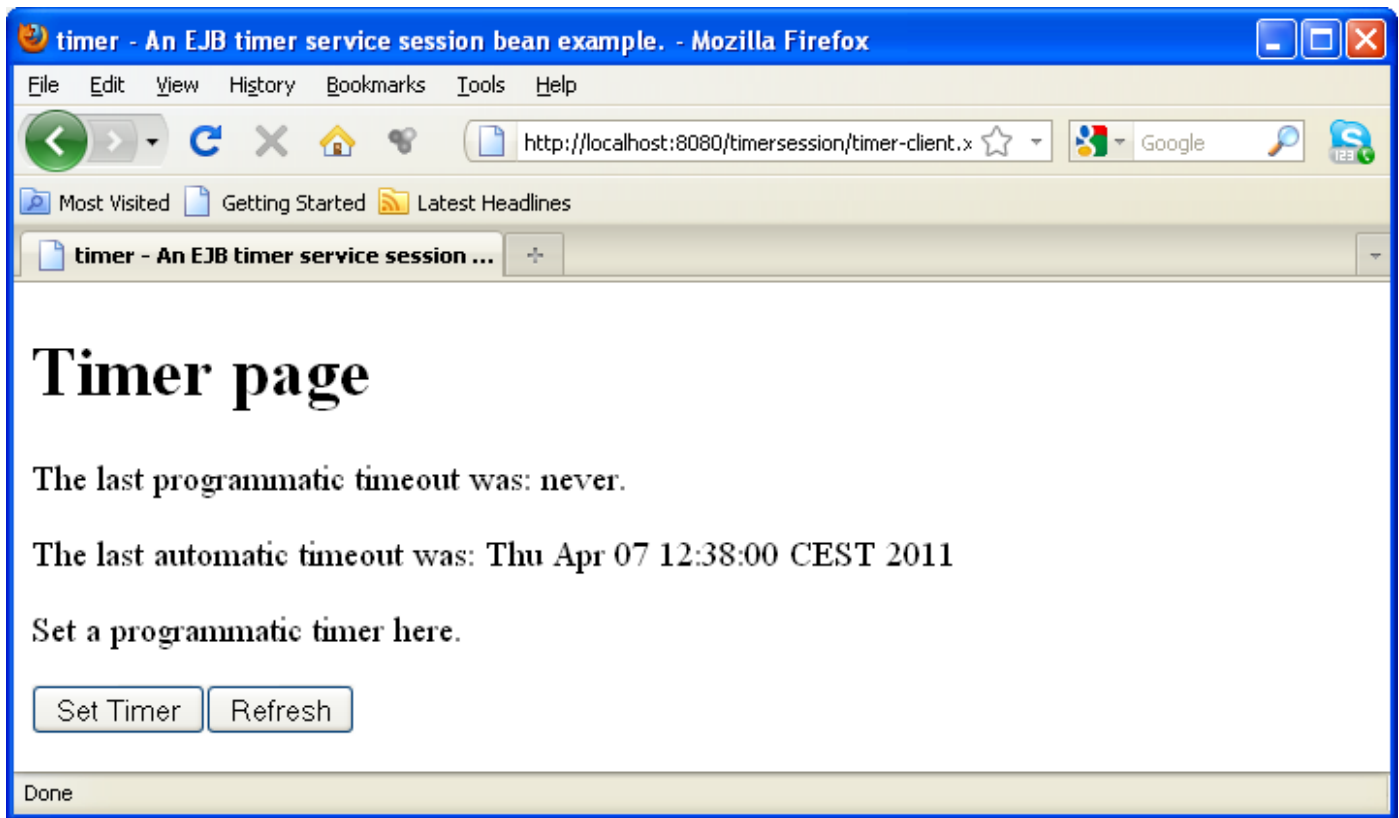 timer - An EJB timer service session bean example. - Mozilla Firefox
File Edit View History Bookmarks Tools Help
http://localhost:8080/timersession/timer-client.x Google
Most Visited Getting Started Latest Headlines
timer - An EJB timer service session ...
Timer page
The last programmatic timeout was: never.
The last automatic timeout was: Thu Apr 07 12:38:00 CEST 2011
Set a programmatic timer here.
Set Timer Refresh
Done